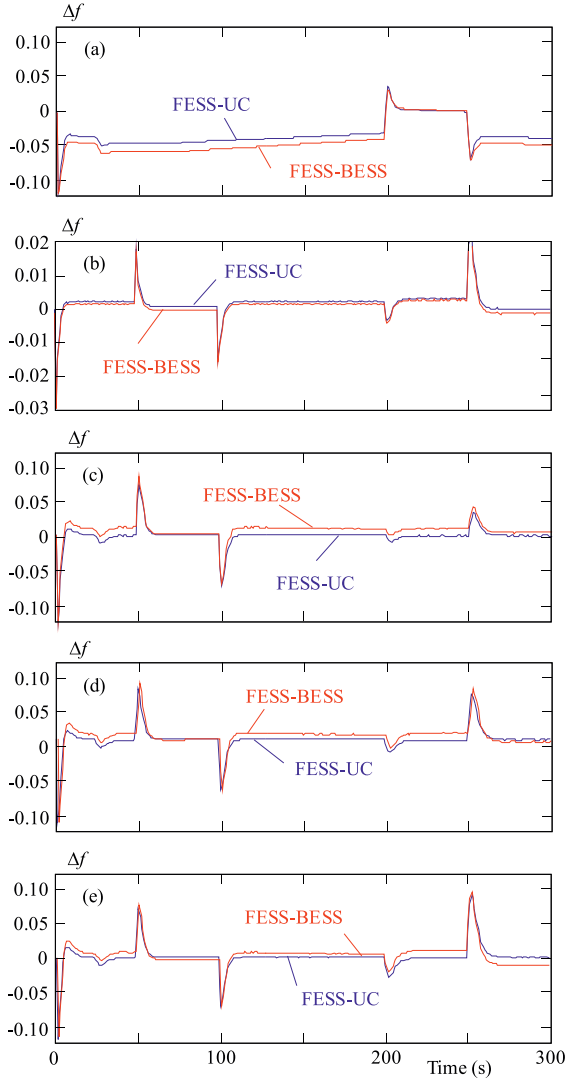 Δf
0.10
(a)
0.05
FESS-UC
0
-0.05
FESS-BESS
-0.10
0.02
(b)
0.01
FESS-UC
0
-0.01
FESS-BESS
-0.02
-0.03
Δf
0.10
(c)
FESS-BESS
0.05
0
-0.05
FESS-UC
-0.10
Δf
0.10
(d)
FESS-BESS
0.05
0
FESS-UC
-0.05
-0.10
Δf
0.10
(e)
FESS-BESS
0.05
0
-0.05
FESS-UC
-0.10
Time (s)
0 100 200 300